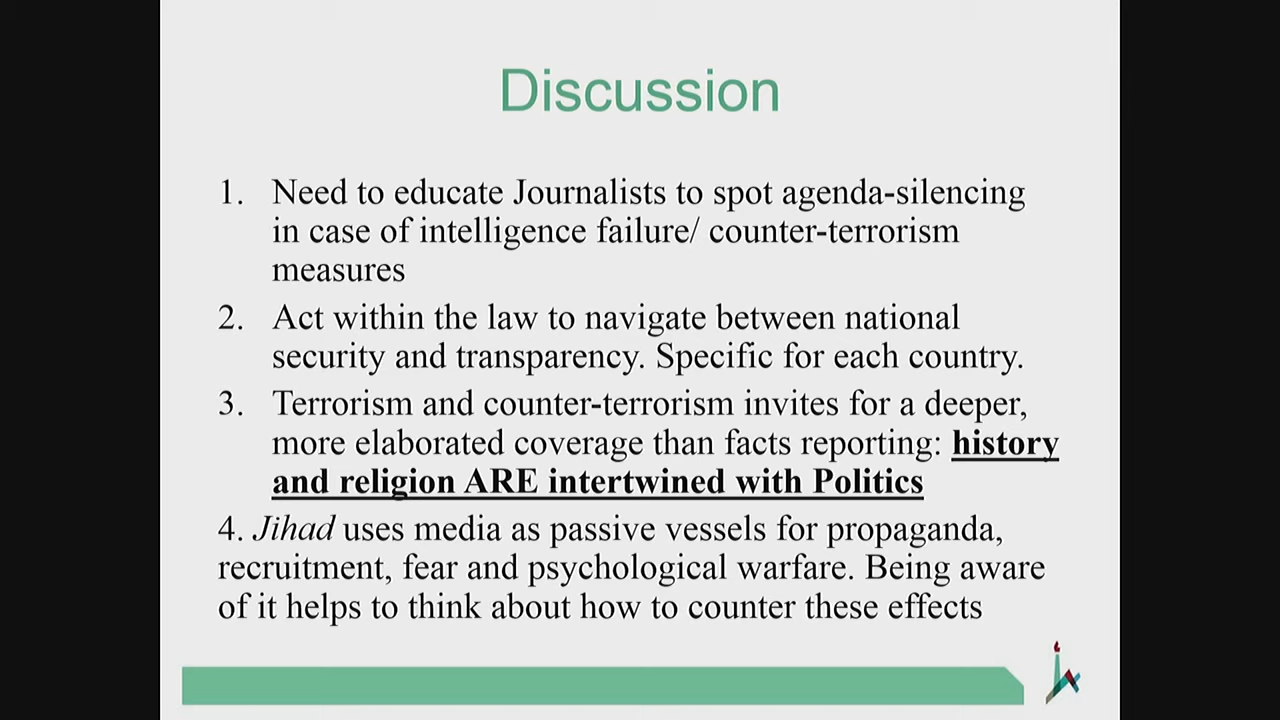 Discussion
1. Need to educate Journalists to spot agenda-silencing
in case of intelligence failure/ counter-terrorism
measures
2. Act within the law to navigate between national
security and transparency. Specific for each country.
3. Terrorism and counter-terrorism invites for a deeper,
more elaborated coverage than facts reporting: history
and religion ARE intertwined with Politics
4. Jihad uses media as passive vessels for propaganda,
recruitment, fear and psychological warfare. Being aware
of it helps to think about how to counter these effects